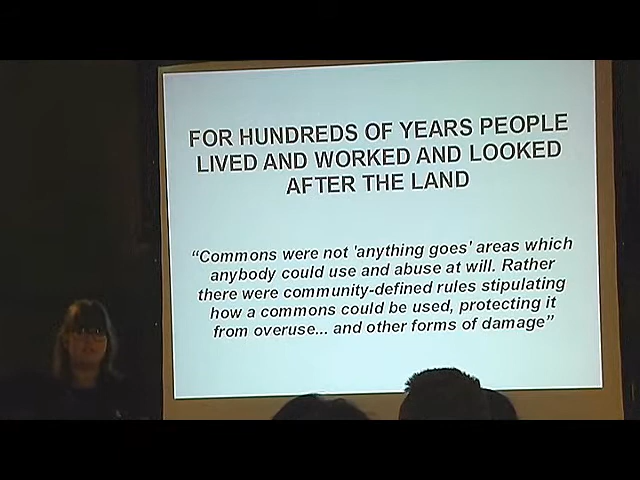 FOR HUNDREDS OF YEARS PEOPLE
LIVED AND WORKED AND LOOKED
AFTER THE LAND
“Commons were not 'anything goes' areas which
anybody could use and abuse at will. Rather
there were community-defined rules stipulating
how a commons could be used, protecting it
from overuse... and other forms of damage”